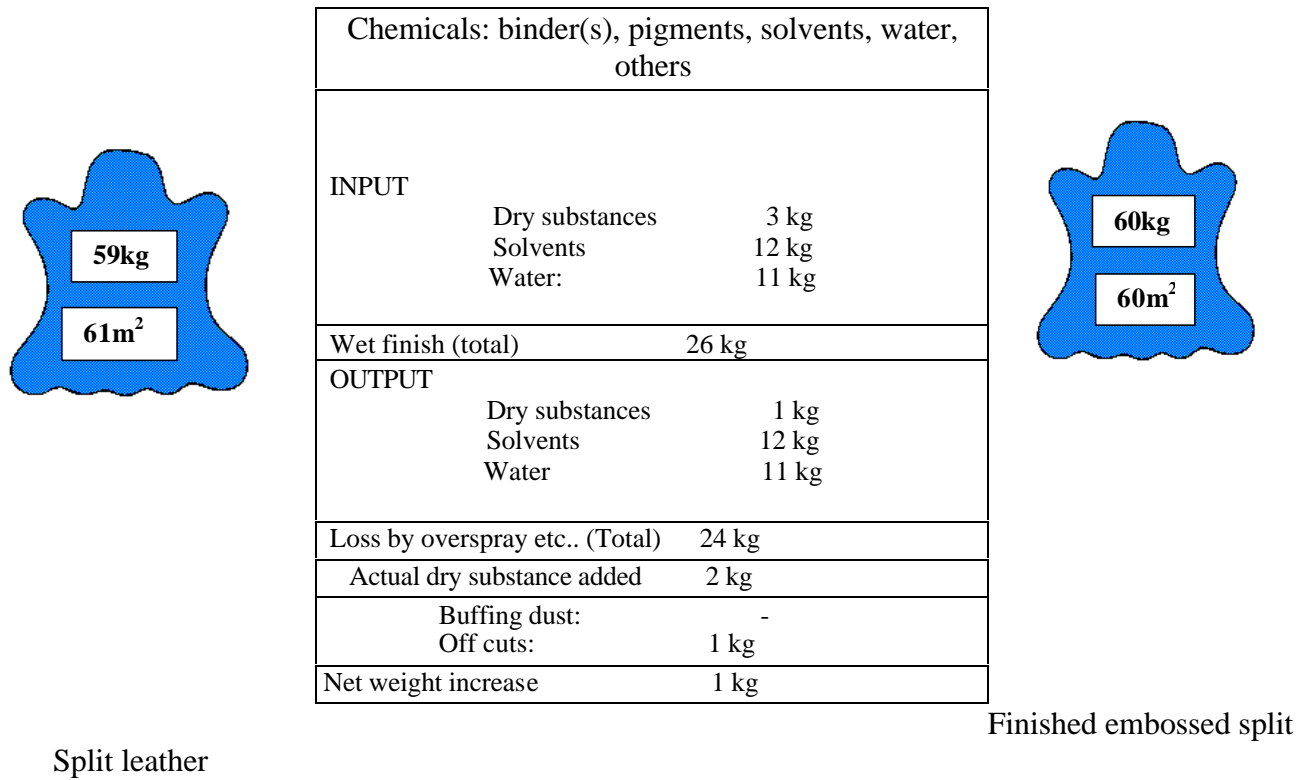 Chemicals: binder(s), pigments, solvents, water,
others
59kg
61m²
INPUT
Dry substances 3 kg
Solvents 12 kg
Water: 11 kg
Wet finish (total) 26 kg
OUTPUT
Dry substances 1 kg
Solvents 12 kg
Water 11 kg
Loss by overspray etc.. (Total) 24 kg
Actual dry substance added 2 kg
Buffing dust: -
Off cuts: 1 kg
Net weight increase 1 kg
60kg
60m²
Split leather
Finished embossed split